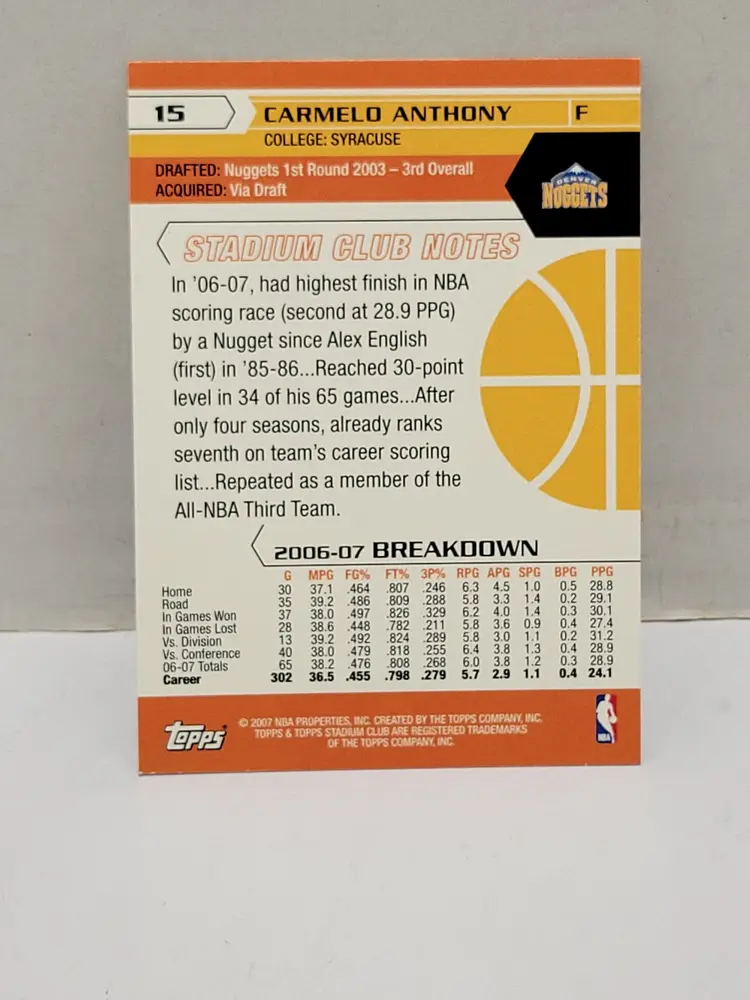 15 CARMELO ANTHONY F
COLLEGE: SYRACUSE
DRAFTED: Nuggets 1st Round 2003 – 3rd Overall
ACQUIRED: Via Draft
DENVER
NUGGETS
STADIUM CLUB NOTES
In '06-07, had highest finish in NBA
scoring race (second at 28.9 PPG)
by a Nugget since Alex English
(first) in '85-86...Reached 30-point
level in 34 of his 65 games...After
only four seasons, already ranks
seventh on team's career scoring
list...Repeated as a member of the
All-NBA Third Team.
2006-07 BREAKDOWN
G MPG FG% FT% 3P% RPG APG SPG BPG PPG
Home 30 37.1 .464 .807 .246 6.3 4.5 1.0 0.5 28.8
Road 35 39.2 .486 .809 .288 5.8 3.3 1.4 0.2 29.1
In Games Won 37 38.0 .497 .826 .329 6.2 4.0 1.4 0.3 30.1
In Games Lost 28 38.6 .448 .782 .211 5.8 3.6 0.9 0.4 27.4
Vs. Division 13 39.2 .492 .824 .289 5.8 3.0 1.1 0.2 31.2
Vs. Conference 40 38.0 .479 .818 .255 6.4 3.8 1.3 0.4 28.9
06-07 Totals 65 38.2 .476 .808 .268 6.0 3.8 1.2 0.3 28.9
Career 302 36.5 .455 .798 .279 5.7 2.9 1.1 0.4 24.1
Topps®
© 2007 NBA PROPERTIES, INC. CREATED BY THE TOPPS COMPANY, INC.
TOPPS & TOPPS STADIUM CLUB ARE REGISTERED TRADEMARKS
OF THE TOPPS COMPANY, INC.
NBA